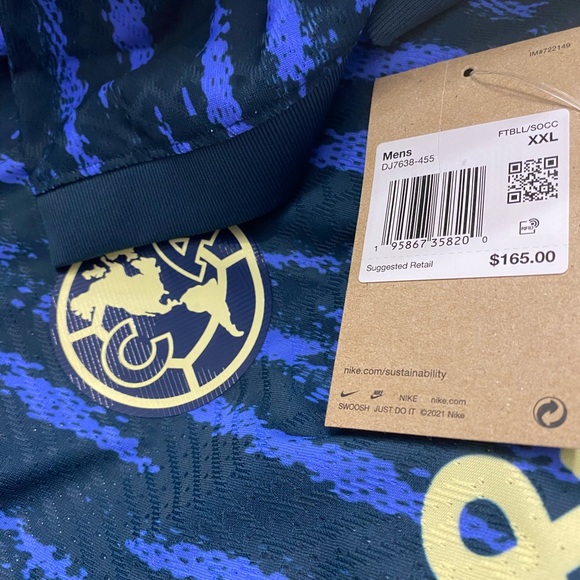 IM#722149
FTBLL/SOCC
Mens XXL
DJ7638-455
1 95867 35820 0
RFID
Suggested Retail $165.00
nike.com/sustainability
NIKE nike.com
SWOOSH JUST DO IT ©2021 Nike
C A
R